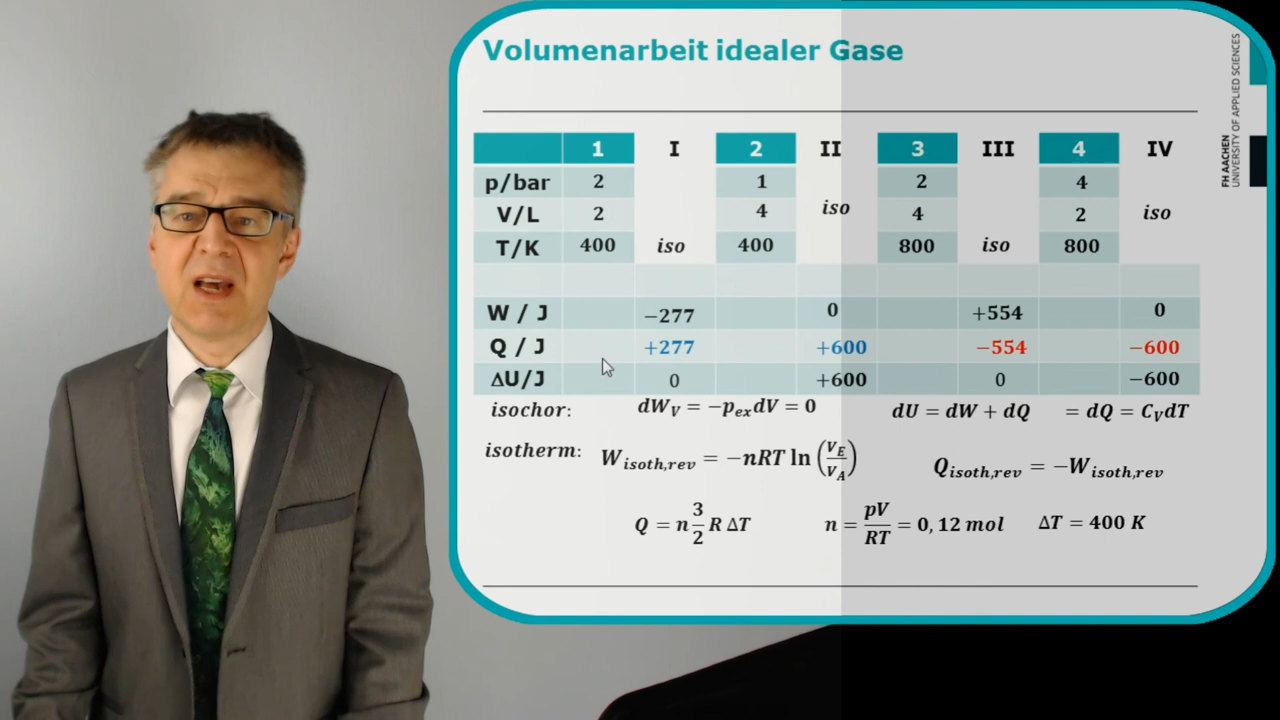 Volumenarbeit idealer Gase
1 I 2 II 3 III 4 IV
p/bar 2 1 2 4
V/L 2 4 iso 4 2 iso
T/K 400 iso 400 800 iso 800
W / J −277 0 +554 0
Q / J +277 +600 −554 −600
ΔU/J 0 +600 0 −600
isochor: dW_V = −p_ex dV = 0 dU = dW + dQ = dQ = C_V dT
isotherm: W_isoth,rev = −nRT ln (V_E/V_A) Q_isoth,rev = −W_isoth,rev
Q = n 3/2 R ΔT n = pV/RT = 0,12 mol ΔT = 400 K
FH AACHEN
UNIVERSITY OF APPLIED SCIENCES